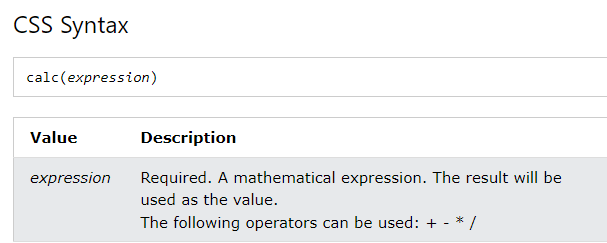 CSS Syntax
calc(expression)
Value Description
expression Required. A mathematical expression. The result will be
used as the value.
The following operators can be used: + - * /